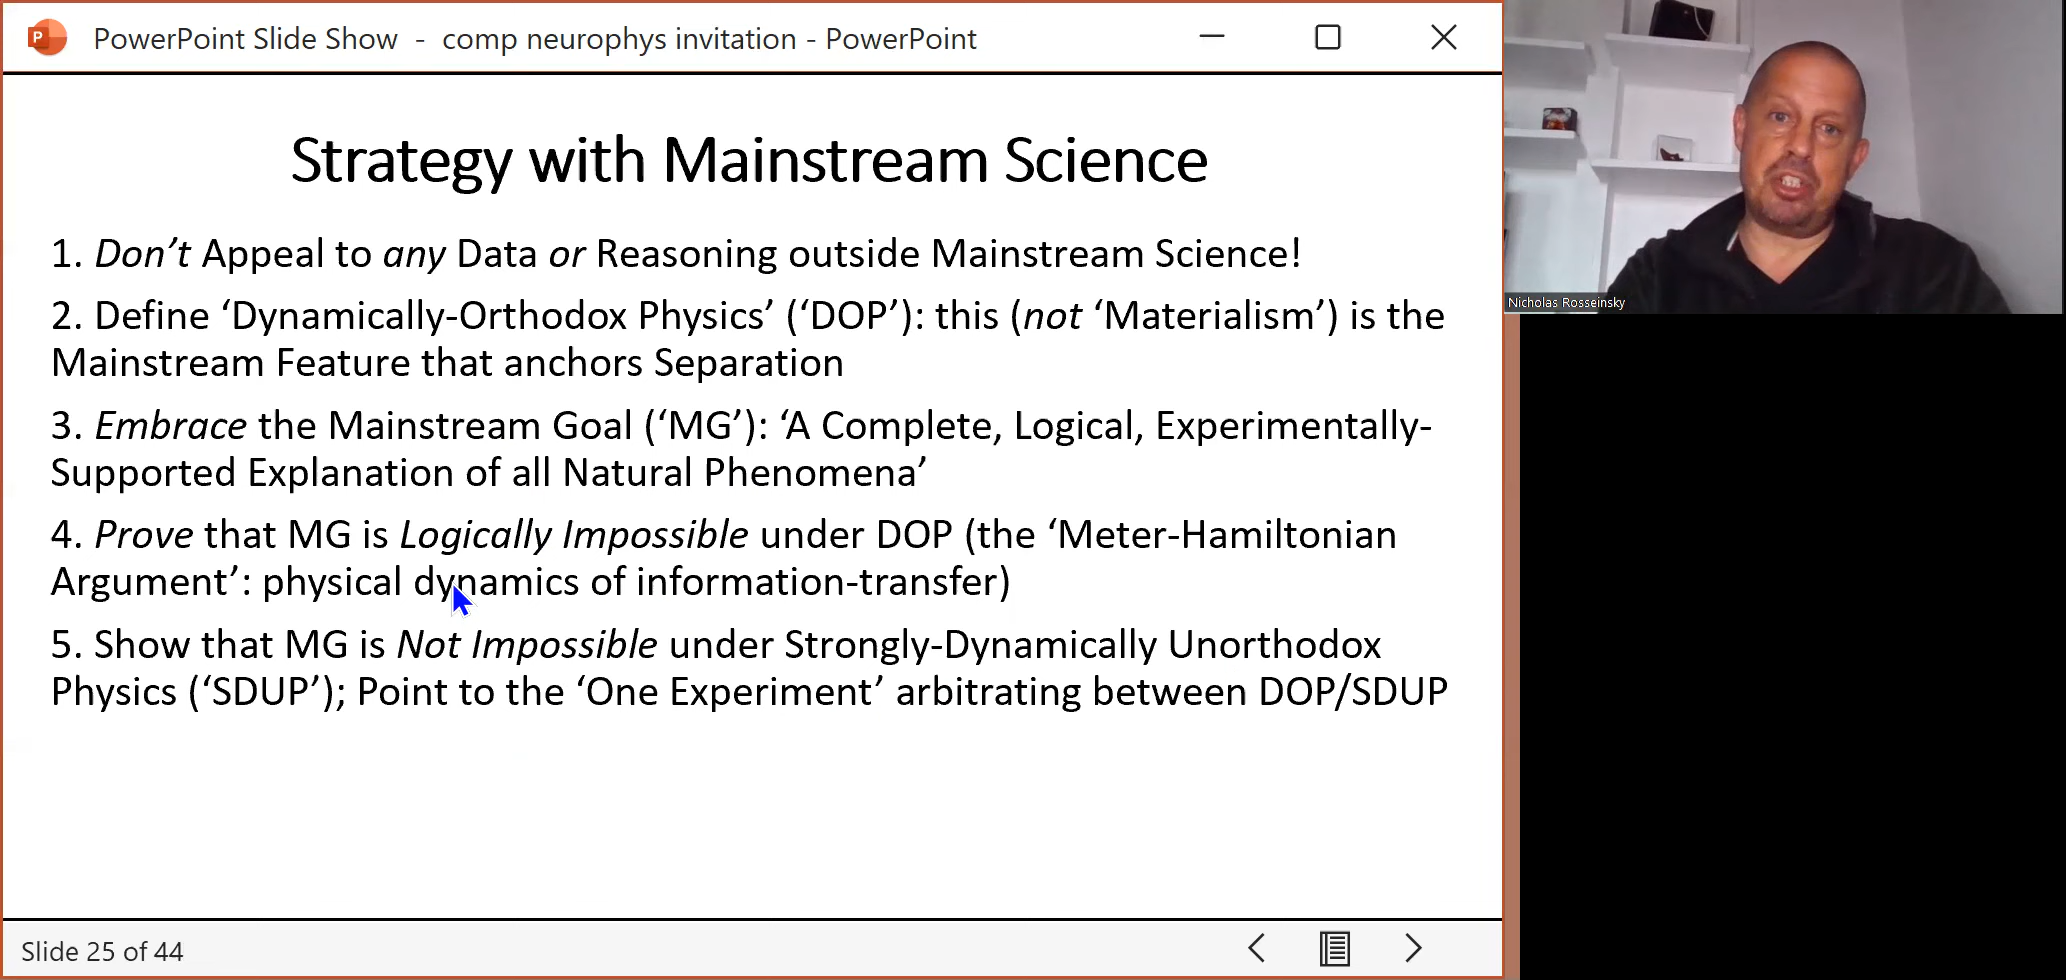 PowerPoint Slide Show - comp neurophys invitation - PowerPoint
Strategy with Mainstream Science
1. Don’t Appeal to any Data or Reasoning outside Mainstream Science!
2. Define ‘Dynamically-Orthodox Physics’ (‘DOP’): this (not ‘Materialism’) is the
Mainstream Feature that anchors Separation
3. Embrace the Mainstream Goal (‘MG’): ‘A Complete, Logical, Experimentally-
Supported Explanation of all Natural Phenomena’
4. Prove that MG is Logically Impossible under DOP (the ‘Meter-Hamiltonian
Argument’: physical dynamics of information-transfer)
5. Show that MG is Not Impossible under Strongly-Dynamically Unorthodox
Physics (‘SDUP’); Point to the ‘One Experiment’ arbitrating between DOP/SDUP
Slide 25 of 44
Nicholas Rosseinsky